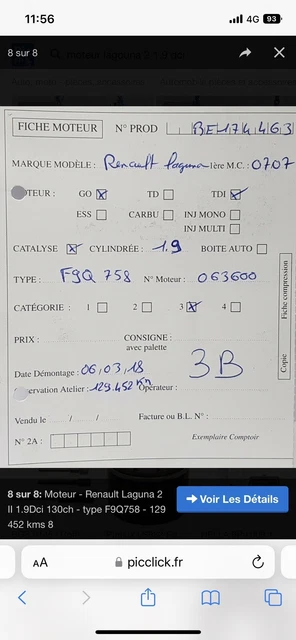 11:56
4G 93
8 sur 8
FICHE MOTEUR N° PROD BE174463
MARQUE MODÈLE : Renault Laguna 1ère M.C. : 0707
TEUR : GO TD TDI
ESS CARBU INJ MONO
INJ MULTI
CATALYSE CYLINDRÉE : 1.9 BOITE AUTO
TYPE : F9Q 758 N° Moteur : 063600
CATÉGORIE : 1 2 3 4
Fiche compression
Copie
PRIX : CONSIGNE :
avec palette
3B
Date Démontage : 06,03,18
ervation Atelier : 129.452 Km Opérateur :
Vendu le / / Facture ou B.L. N° :
N° 2A : Exemplaire Comptoir
8 sur 8: Moteur - Renault Laguna 2
II 1.9Dci 130ch - type F9Q758 - 129
452 kms 8
Voir Les Détails
AA picclick.fr